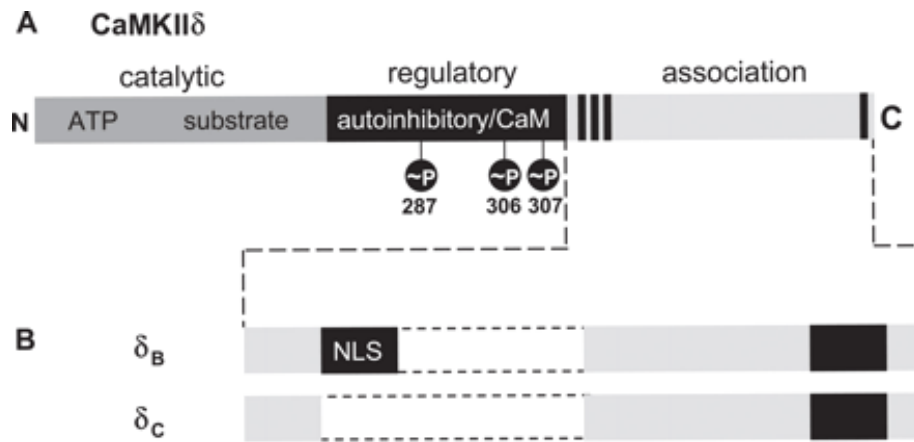 A CaMKIIδ
catalytic regulatory association
N ATP substrate autoinhibitory/CaM C
~P ~P ~P
287 306 307
B δB NLS
δC